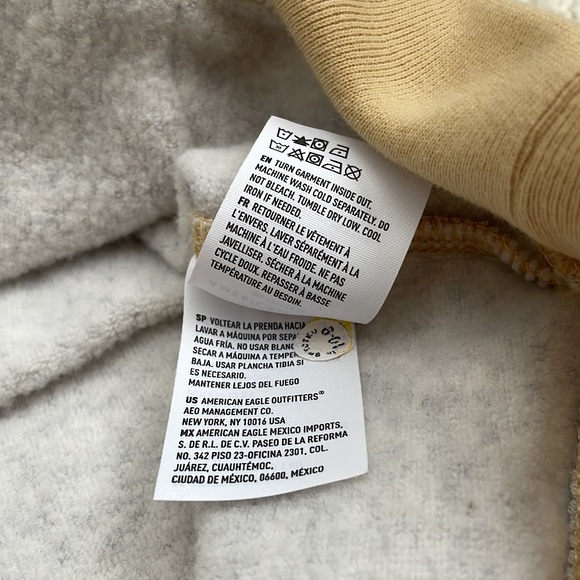 EN TURN GARMENT INSIDE OUT.
MACHINE WASH COLD SEPARATELY. DO
NOT BLEACH. TUMBLE DRY LOW. COOL
IRON IF NEEDED.
FR RETOURNER LE VÊTEMENT À
L'ENVERS. LAVER SÉPARÉMENT À LA
MACHINE À L'EAU FROIDE. NE PAS
JAVELLISER. SÉCHER À LA MACHINE
CYCLE DOUX. REPASSER À BASSE
TEMPÉRATURE AU BESOIN.
SP VOLTEAR LA PRENDA HACIA
LAVAR A MÁQUINA POR SEPA
AGUA FRÍA. NO USAR BLANQ
SECAR A MÁQUINA A TEMPE
BAJA. USAR PLANCHA TIBIA SI
ES NECESARIO.
MANTENER LEJOS DEL FUEGO
US AMERICAN EAGLE OUTFITTERS®
AEO MANAGEMENT CO.
NEW YORK, NY 10016 USA
MX AMERICAN EAGLE MEXICO IMPORTS,
S. DE R.L. DE C.V. PASEO DE LA REFORMA
NO. 342 PISO 23-OFICINA 2301, COL.
JUÁREZ, CUAUHTÉMOC,
CIUDAD DE MÉXICO, 06600, MÉXICO